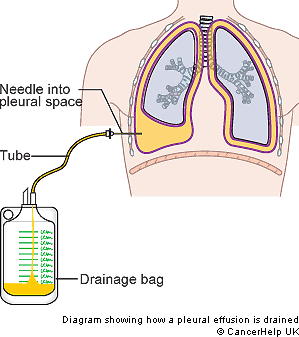 Needle into
pleural space
Tube
Drainage bag
Diagram showing how a pleural effusion is drained
© CancerHelp UK